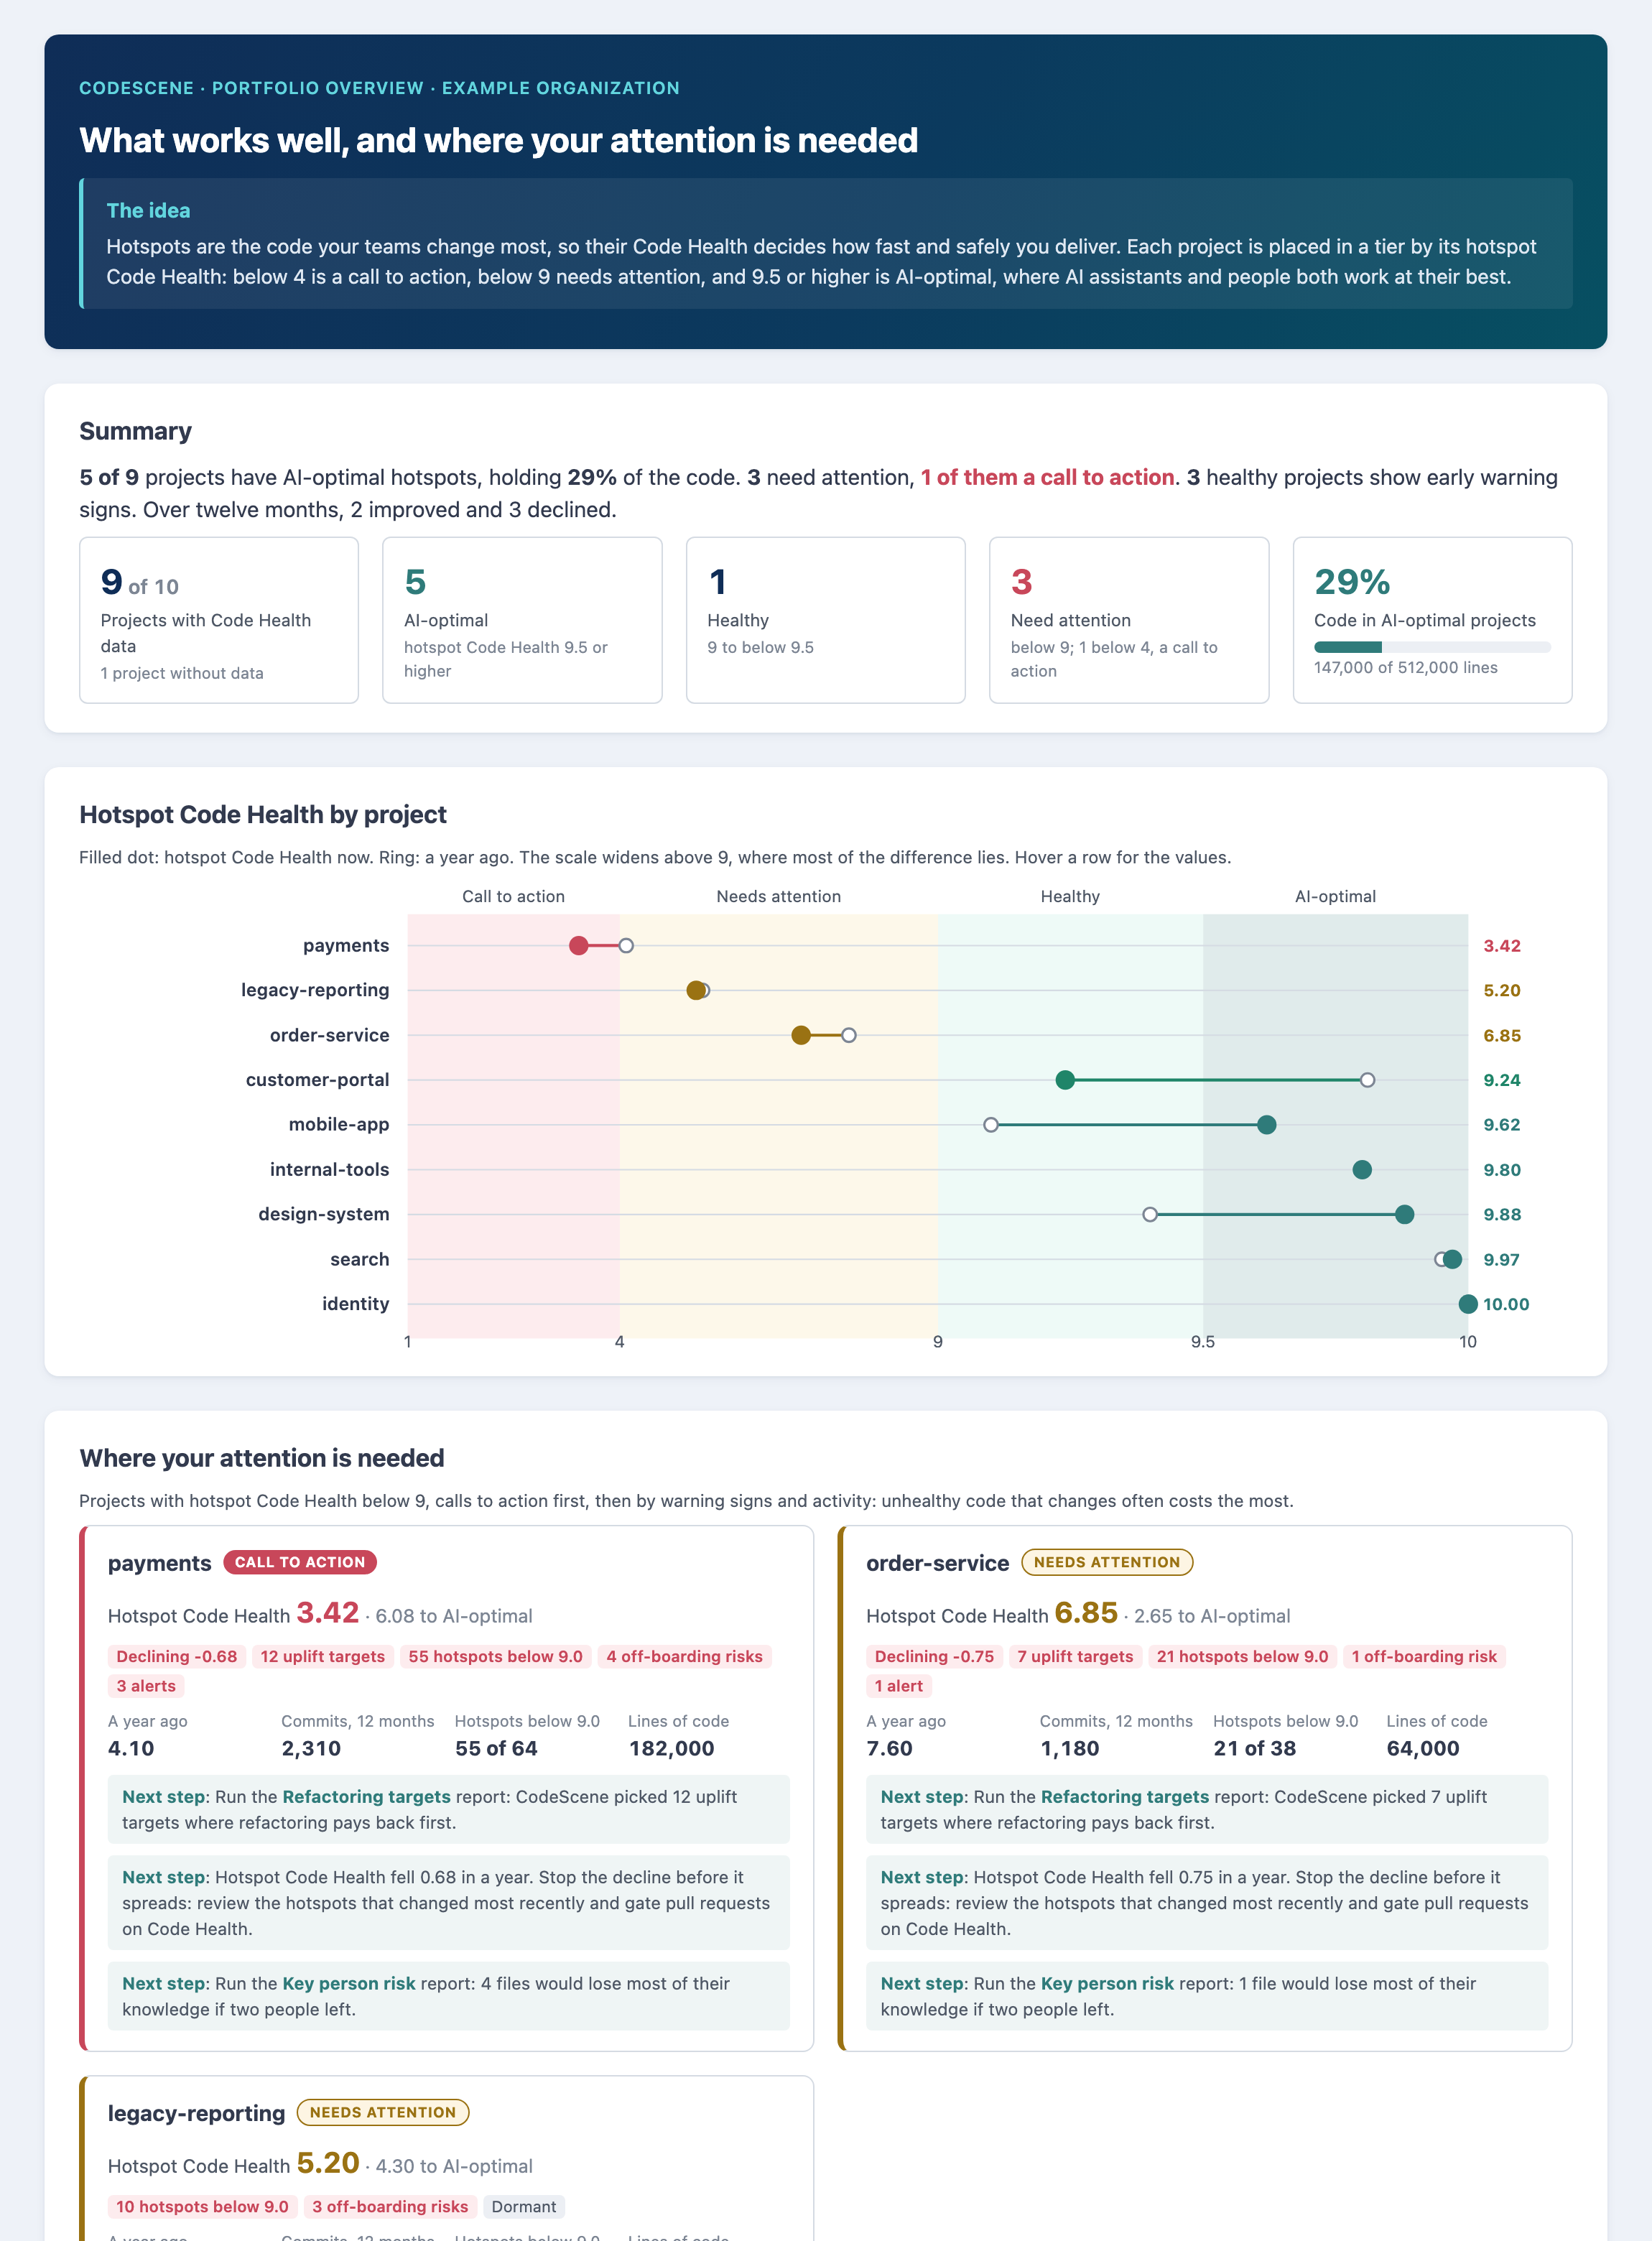 CODESCENE · PORTFOLIO OVERVIEW · EXAMPLE ORGANIZATION
What works well, and where your attention is needed
The idea
Hotspots are the code your teams change most, so their Code Health decides how fast and safely you deliver. Each project is placed in a tier by its hotspot
Code Health: below 4 is a call to action, below 9 needs attention, and 9.5 or higher is AI-optimal, where AI assistants and people both work at their best.
Summary
5 of 9 projects have AI-optimal hotspots, holding 29% of the code. 3 need attention, 1 of them a call to action. 3 healthy projects show early warning
signs. Over twelve months, 2 improved and 3 declined.
9 of 10
Projects with Code Health
data
1 project without data
5
AI-optimal
hotspot Code Health 9.5 or
higher
1
Healthy
9 to below 9.5
3
Need attention
below 9; 1 below 4, a call to
action
29%
Code in AI-optimal projects
147,000 of 512,000 lines
Hotspot Code Health by project
Filled dot: hotspot Code Health now. Ring: a year ago. The scale widens above 9, where most of the difference lies. Hover a row for the values.
Call to action Needs attention Healthy AI-optimal
payments 3.42
legacy-reporting 5.20
order-service 6.85
customer-portal 9.24
mobile-app 9.62
internal-tools 9.80
design-system 9.88
search 9.97
identity 10.00
1 4 9 9.5 10
Where your attention is needed
Projects with hotspot Code Health below 9, calls to action first, then by warning signs and activity: unhealthy code that changes often costs the most.
payments CALL TO ACTION
Hotspot Code Health 3.42 · 6.08 to AI-optimal
Declining -0.68 12 uplift targets 55 hotspots below 9.0 4 off-boarding risks
3 alerts
A year ago Commits, 12 months Hotspots below 9.0 Lines of code
4.10 2,310 55 of 64 182,000
Next step: Run the Refactoring targets report: CodeScene picked 12 uplift
targets where refactoring pays back first.
Next step: Hotspot Code Health fell 0.68 in a year. Stop the decline before it
spreads: review the hotspots that changed most recently and gate pull requests
on Code Health.
Next step: Run the Key person risk report: 4 files would lose most of their
knowledge if two people left.
order-service NEEDS ATTENTION
Hotspot Code Health 6.85 · 2.65 to AI-optimal
Declining -0.75 7 uplift targets 21 hotspots below 9.0 1 off-boarding risk
1 alert
A year ago Commits, 12 months Hotspots below 9.0 Lines of code
7.60 1,180 21 of 38 64,000
Next step: Run the Refactoring targets report: CodeScene picked 7 uplift
targets where refactoring pays back first.
Next step: Hotspot Code Health fell 0.75 in a year. Stop the decline before it
spreads: review the hotspots that changed most recently and gate pull requests
on Code Health.
Next step: Run the Key person risk report: 1 file would lose most of their
knowledge if two people left.
legacy-reporting NEEDS ATTENTION
Hotspot Code Health 5.20 · 4.30 to AI-optimal
10 hotspots below 9.0 3 off-boarding risks Dormant
A year ago Commits, 12 months Hotspots below 9.0 Lines of code